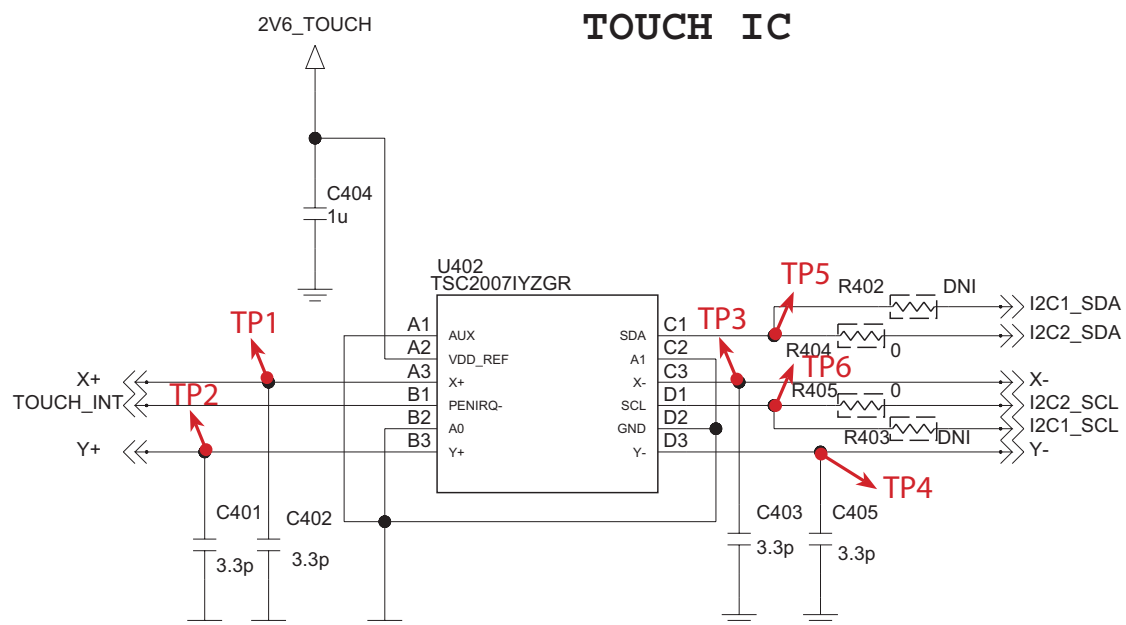 2V6_TOUCH
TOUCH IC
C404
1u
U402
TSC2007IYZGR
TP5
R402
DNI
I2C1_SDA
TP1
TP3
A1
AUX
SDA
C1
I2C2_SDA
A2
VDD_REF
A1
C2
R404
0
TP6
X+
A3
X+
X-
C3
X-
TP2
R405
0
TOUCH_INT
B1
PENIRQ-
SCL
D1
I2C2_SCL
B2
A0
GND
D2
I2C1_SCL
R403
DNI
Y+
B3
Y+
Y-
D3
Y-
TP4
C401
C402
C403
C405
3.3p
3.3p
3.3p
3.3p